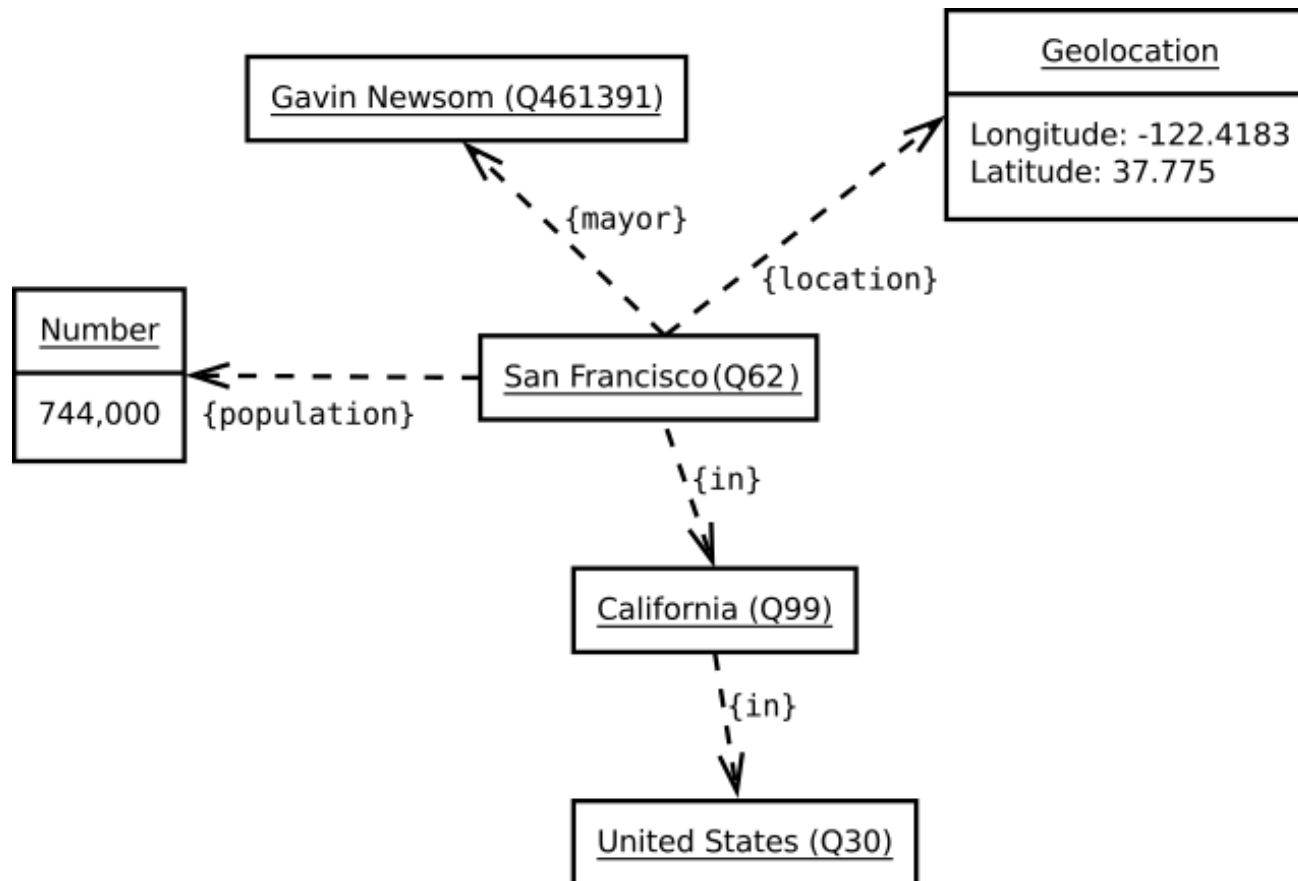 Geolocation
Longitude: -122.4183
Latitude: 37.775
Gavin Newsom (Q461391)
{mayor}
{location}
Number
744,000
{population}
San Francisco(Q62)
{in}
California (Q99)
{in}
United States (Q30)